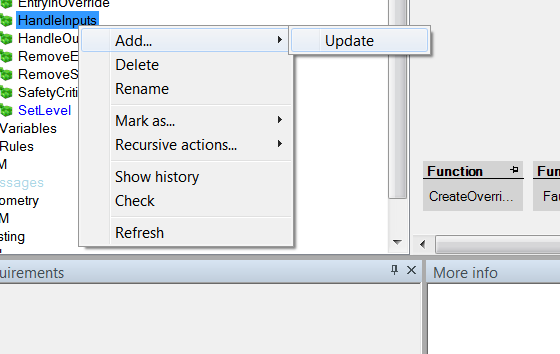 EntryInOverride
HandleInputs
HandleOu
RemoveE
RemoveS
SafetyCriti
SetLevel
Variables
Rules
M
ssages
ometry
M
sting
Add...
Update
Delete
Rename
Mark as...
Recursive actions...
Show history
Check
Refresh
Function
CreateOverri...
Fun
Fau
uirements
More info